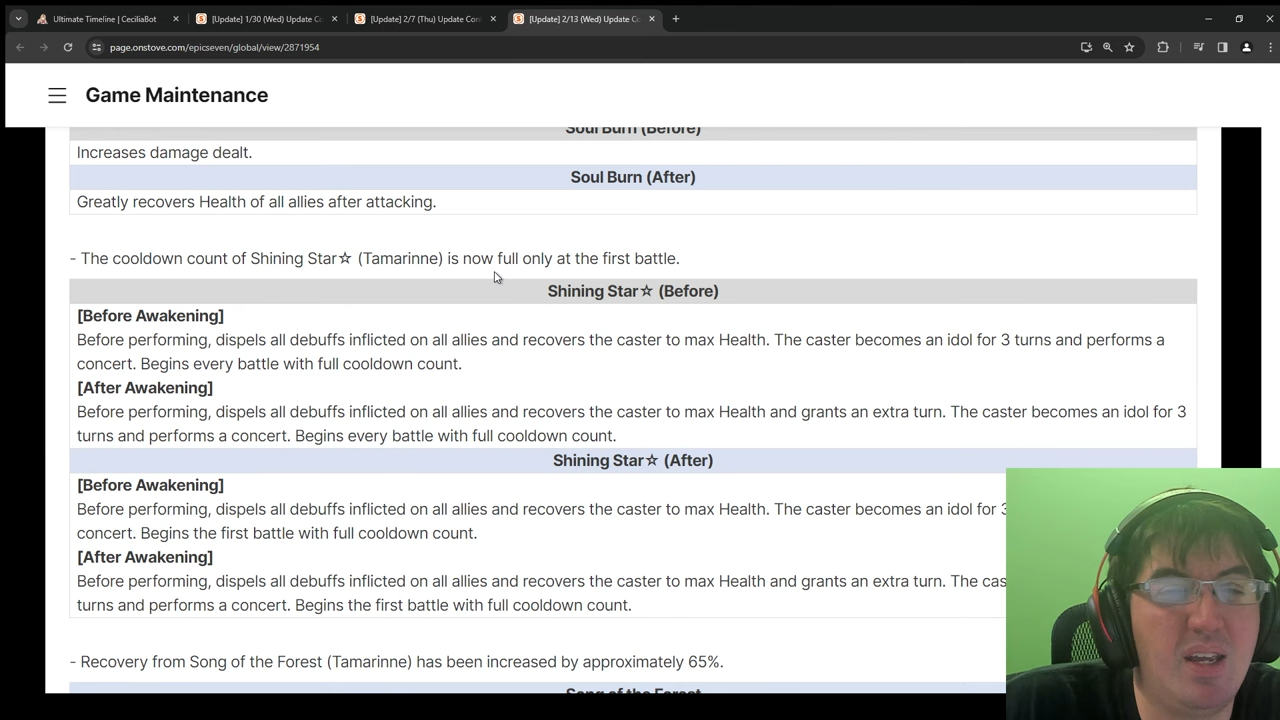 Ultimate Timeline | CeciliaBot
[Update] 1/30 (Wed) Update Co
[Update] 2/7 (Thu) Update Con
[Update] 2/13 (Wed) Update Co
page.onstove.com/epicseven/global/view/2871954
Game Maintenance
Soul Burn (Before)
Increases damage dealt.
Soul Burn (After)
Greatly recovers Health of all allies after attacking.
- The cooldown count of Shining Star☆ (Tamarinne) is now full only at the first battle.
Shining Star☆ (Before)
[Before Awakening]
Before performing, dispels all debuffs inflicted on all allies and recovers the caster to max Health. The caster becomes an idol for 3 turns and performs a
concert. Begins every battle with full cooldown count.
[After Awakening]
Before performing, dispels all debuffs inflicted on all allies and recovers the caster to max Health and grants an extra turn. The caster becomes an idol for 3
turns and performs a concert. Begins every battle with full cooldown count.
Shining Star☆ (After)
[Before Awakening]
Before performing, dispels all debuffs inflicted on all allies and recovers the caster to max Health. The caster becomes an idol for 3
concert. Begins the first battle with full cooldown count.
[After Awakening]
Before performing, dispels all debuffs inflicted on all allies and recovers the caster to max Health and grants an extra turn. The cas
turns and performs a concert. Begins the first battle with full cooldown count.
- Recovery from Song of the Forest (Tamarinne) has been increased by approximately 65%.
Song of the Forest